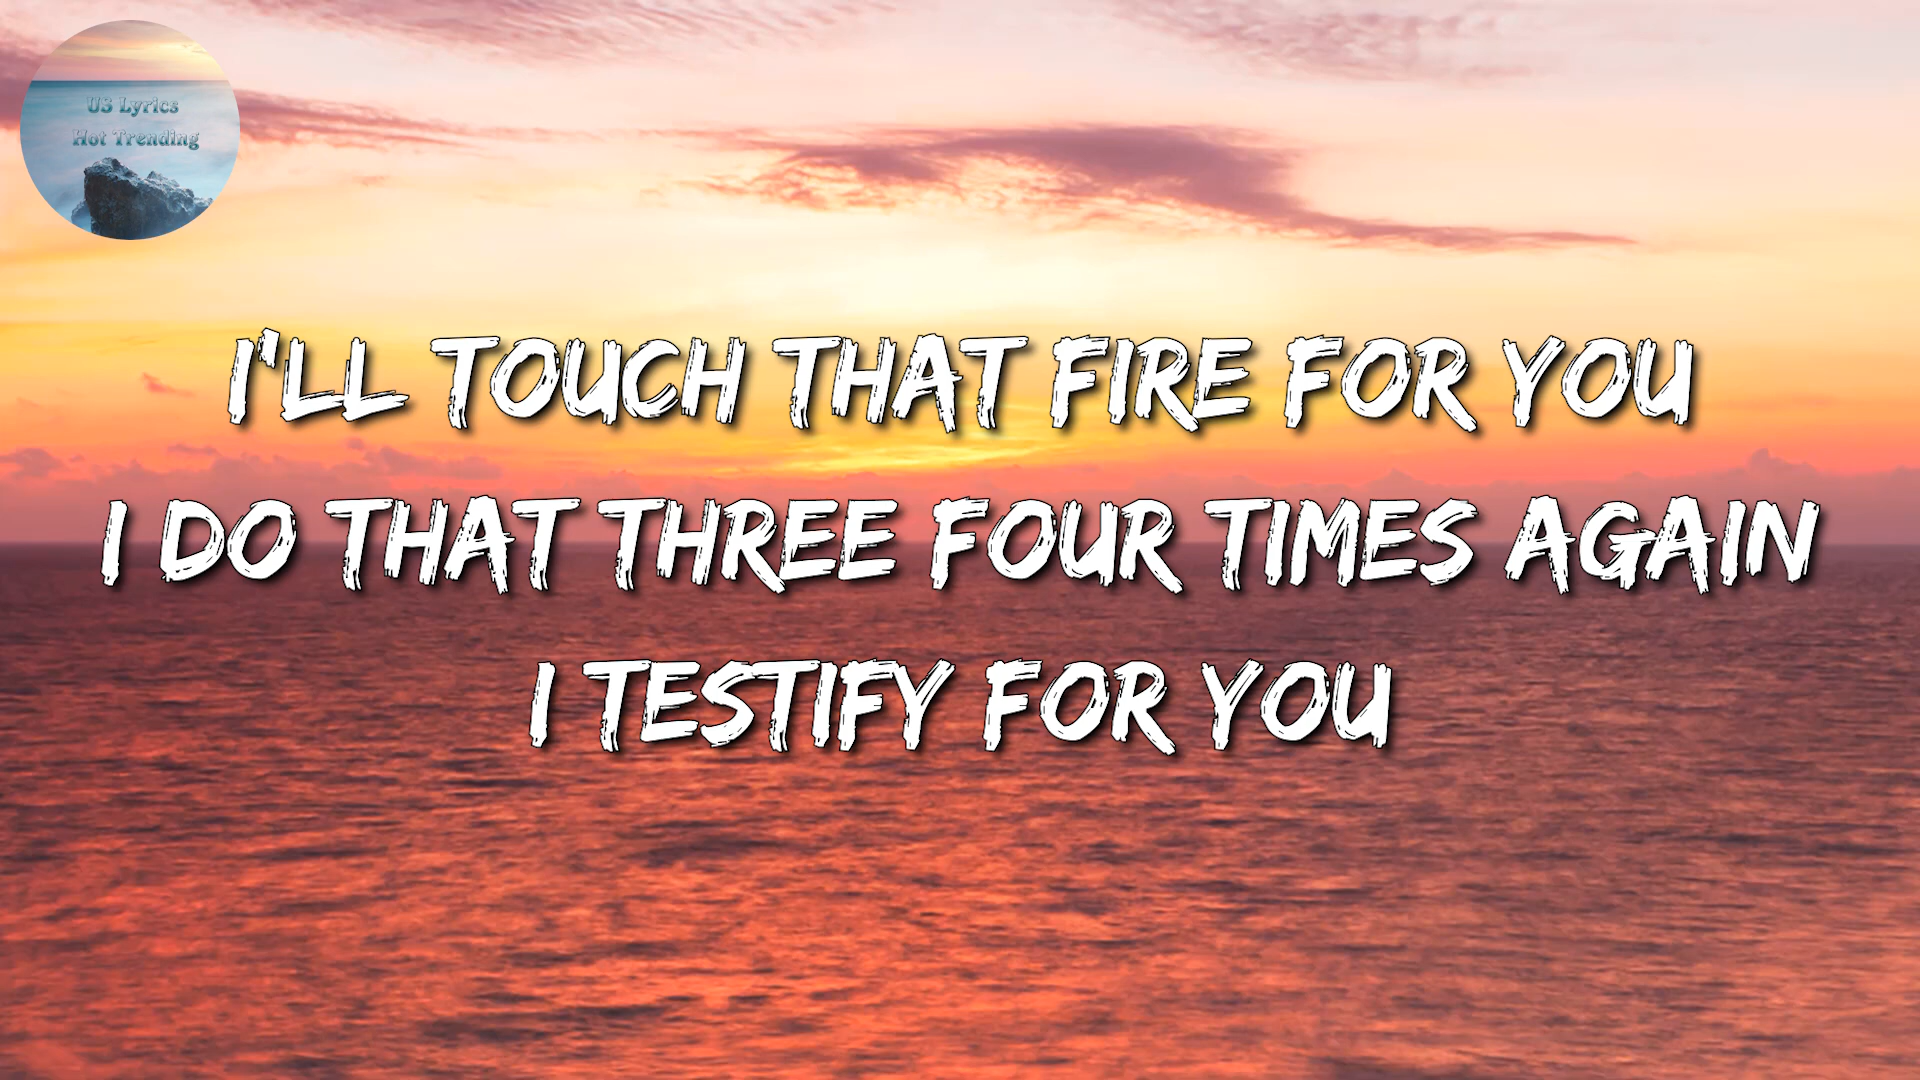 US Lyrics
Hot Trending
I'LL TOUCH THAT FIRE FOR YOU
I DO THAT THREE FOUR TIMES AGAIN
I TESTIFY FOR YOU